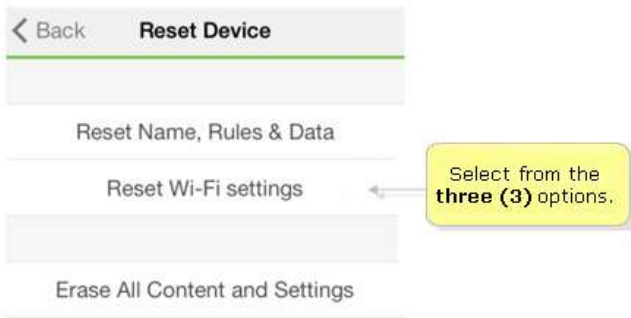 Back Reset Device
Reset Name, Rules & Data
Reset Wi-Fi settings
Select from the
three (3) options.
Erase All Content and Settings